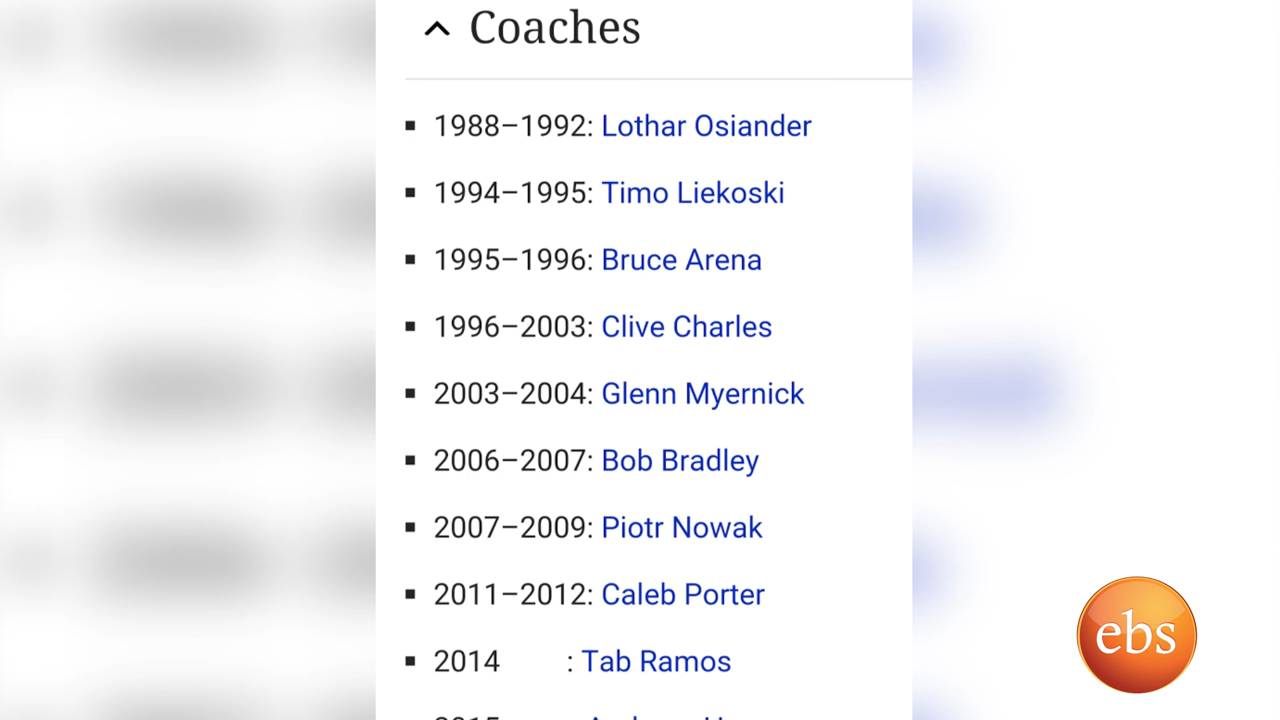 Coaches
1988–1992: Lothar Osiander
1994–1995: Timo Liekoski
1995–1996: Bruce Arena
1996–2003: Clive Charles
2003–2004: Glenn Myernick
2006–2007: Bob Bradley
2007–2009: Piotr Nowak
2011–2012: Caleb Porter
2014 : Tab Ramos
ebs